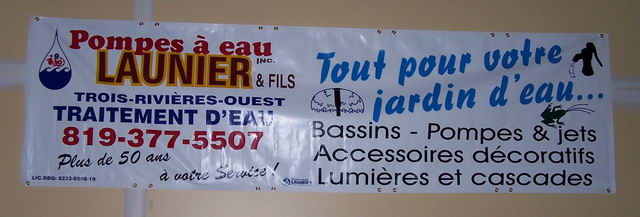 Pompes à eau
LAUNIER INC.
& FILS
TROIS-RIVIÈRES-OUEST
TRAITEMENT D'EAU
819-377-5507
Plus de 50 ans
à votre Service !
Tout pour votre
jardin d'eau...
Bassins - Pompes & jets
Accessoires décoratifs
Lumières et cascades